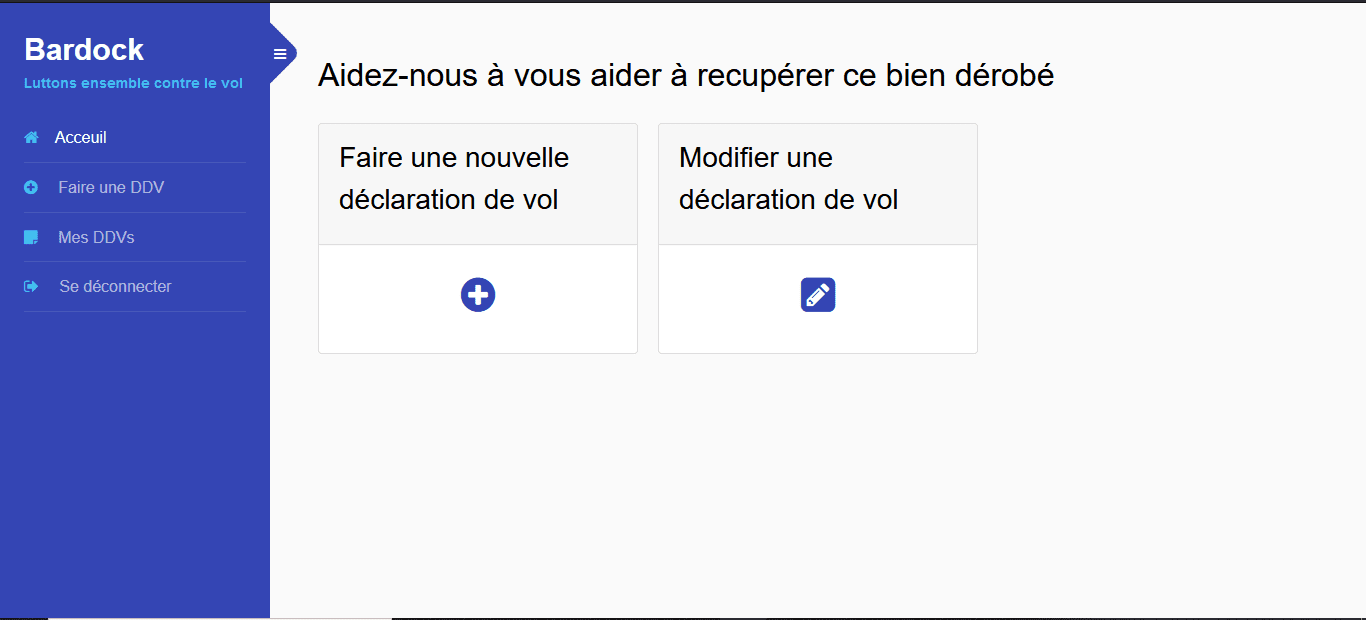 Bardock
Luttons ensemble contre le vol
Acceuil
Faire une DDV
Mes DDVs
Se déconnecter
Aidez-nous à vous aider à recupérer ce bien dérobé
Faire une nouvelle
déclaration de vol
Modifier une
déclaration de vol